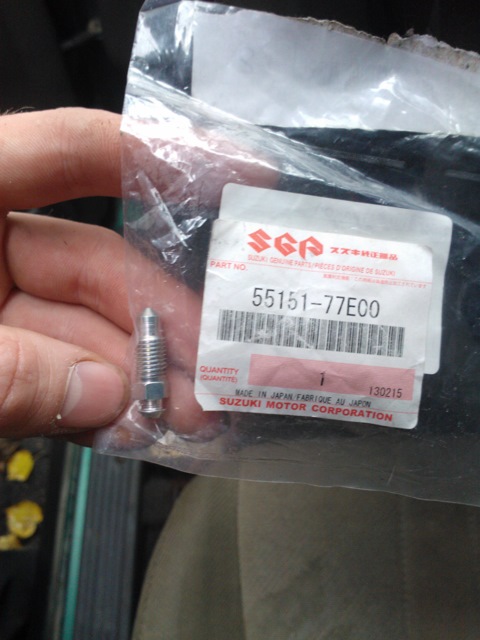 SGP スズキ純正部品
SUZUKI GENUINE PARTS/PIÈCES D'ORIGINE DE SUZUKI
PART NO.
55151-77E00
QUANTITY
(QUANTITÉ)
1
130215
MADE IN JAPAN/FABRIQUE AU JAPON
SUZUKI MOTOR CORPORATION